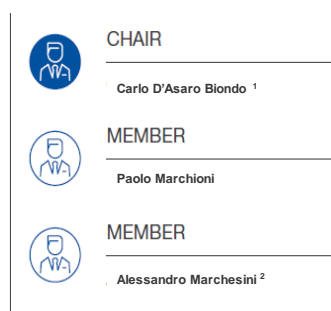 CHAIR
Carlo D’Asaro Biondo ¹
MEMBER
Paolo Marchioni
MEMBER
Alessandro Marchesini ²